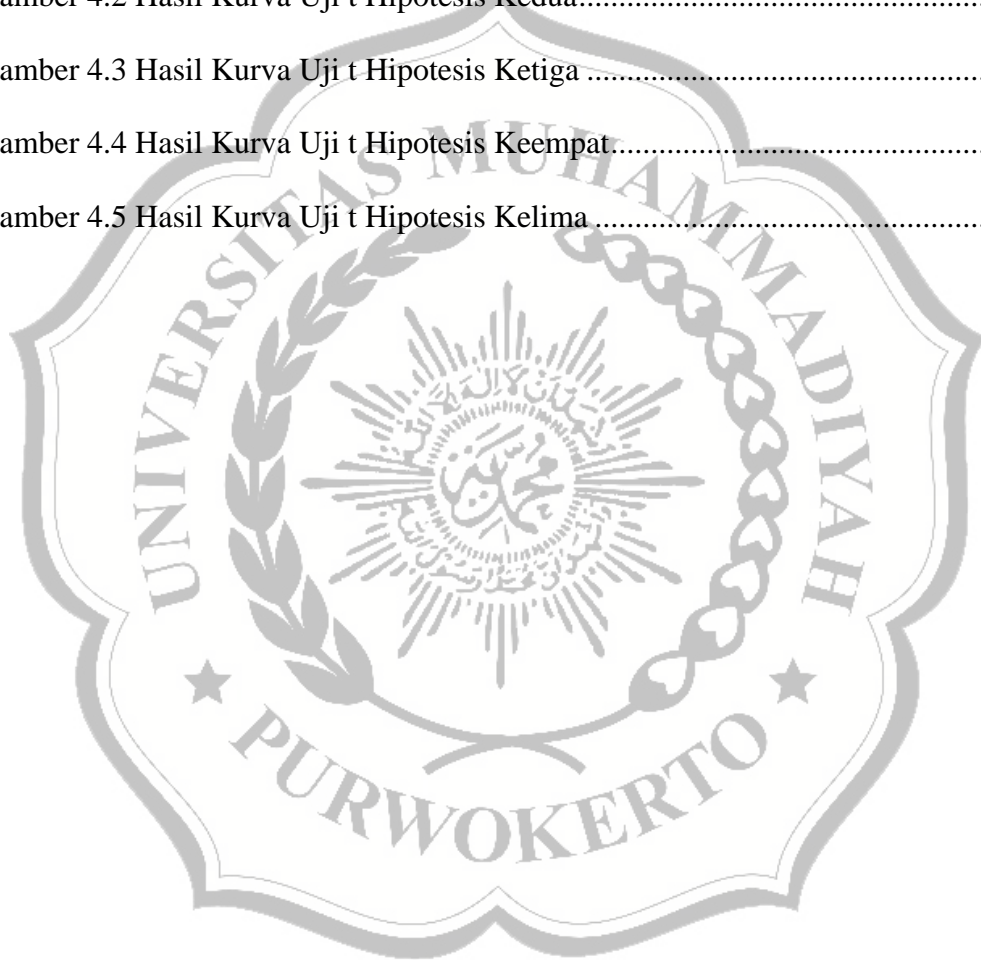 amber 4.2 Hasil Kurva Uji t Hipotesis Kedua........................................
amber 4.3 Hasil Kurva Uji t Hipotesis Ketiga ........................................
amber 4.4 Hasil Kurva Uji t Hipotesis Keempat.....................................
amber 4.5 Hasil Kurva Uji t Hipotesis Kelima .......................................
UNIVERSITAS MUHAMMADIYAH
محمد
PURWOKERTO